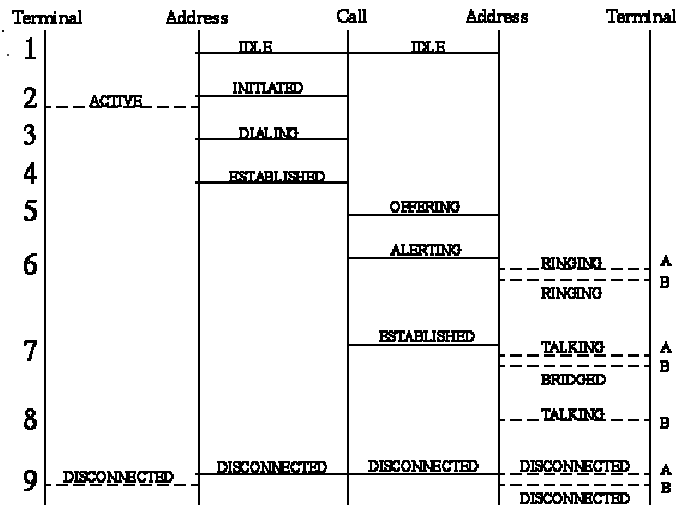 Terminal Address Call Address Terminal
1 IDLE IDLE
2 INITIATED
ACTIVE
3 DIALING
4 ESTABLISHED
5 OFFERING
6 ALERTING
RINGING A
B
RINGING
7 ESTABLISHED
TALKING A
B
BRIDGED
8 TALKING B
9 DISCONNECTED DISCONNECTED DISCONNECTED DISCONNECTED A
B
DISCONNECTED